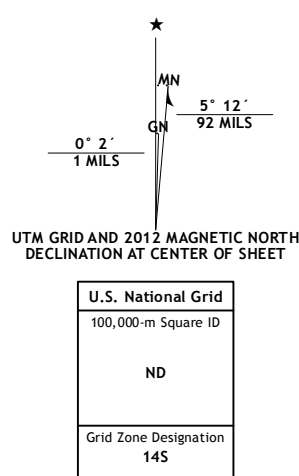 ★
MN
5° 12´
92 MILS
GN
0° 2´
1 MILS
UTM GRID AND 2012 MAGNETIC NORTH
DECLINATION AT CENTER OF SHEET
U.S. National Grid
100,000-m Square ID
ND
Grid Zone Designation
14S